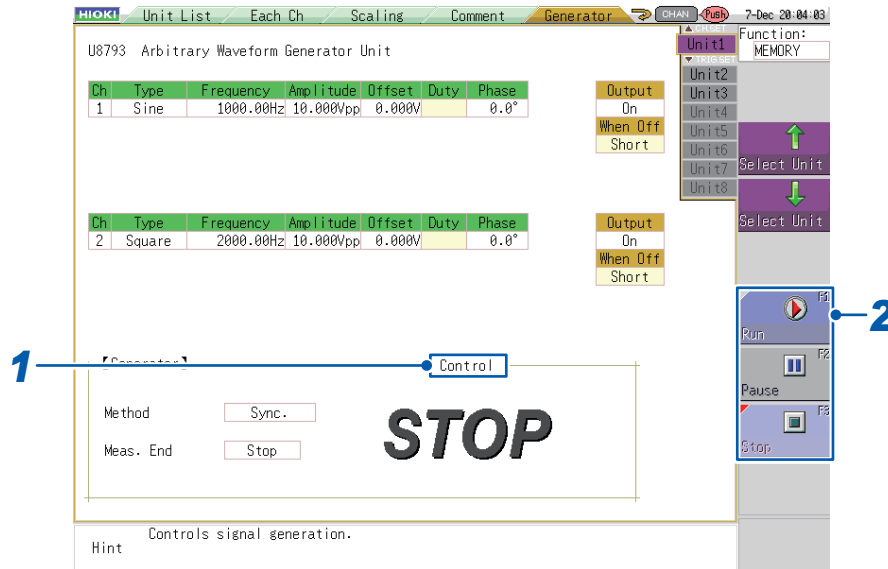 HIOKI Unit List Each Ch Scaling Comment Generator CHAN Push 7-Dec 20:04:03
▲ CH.SET Function:
U8793 Arbitrary Waveform Generator Unit Unit1 MEMORY
▼ TRIG.SET
Unit2
Ch Type Frequency Amplitude Offset Duty Phase Output Unit3
1 Sine 1000.00Hz 10.000Vpp 0.000V 0.0° On Unit4
When Off Unit5
Short Unit6
Unit7 Select Unit
Unit8
Ch Type Frequency Amplitude Offset Duty Phase Output Select Unit
2 Square 2000.00Hz 10.000Vpp 0.000V 0.0° On
When Off
Short
F1
2
Run
1 【Generator】 Control F2
Pause
Method Sync. STOP F3
Meas. End Stop Stop
Controls signal generation.
Hint